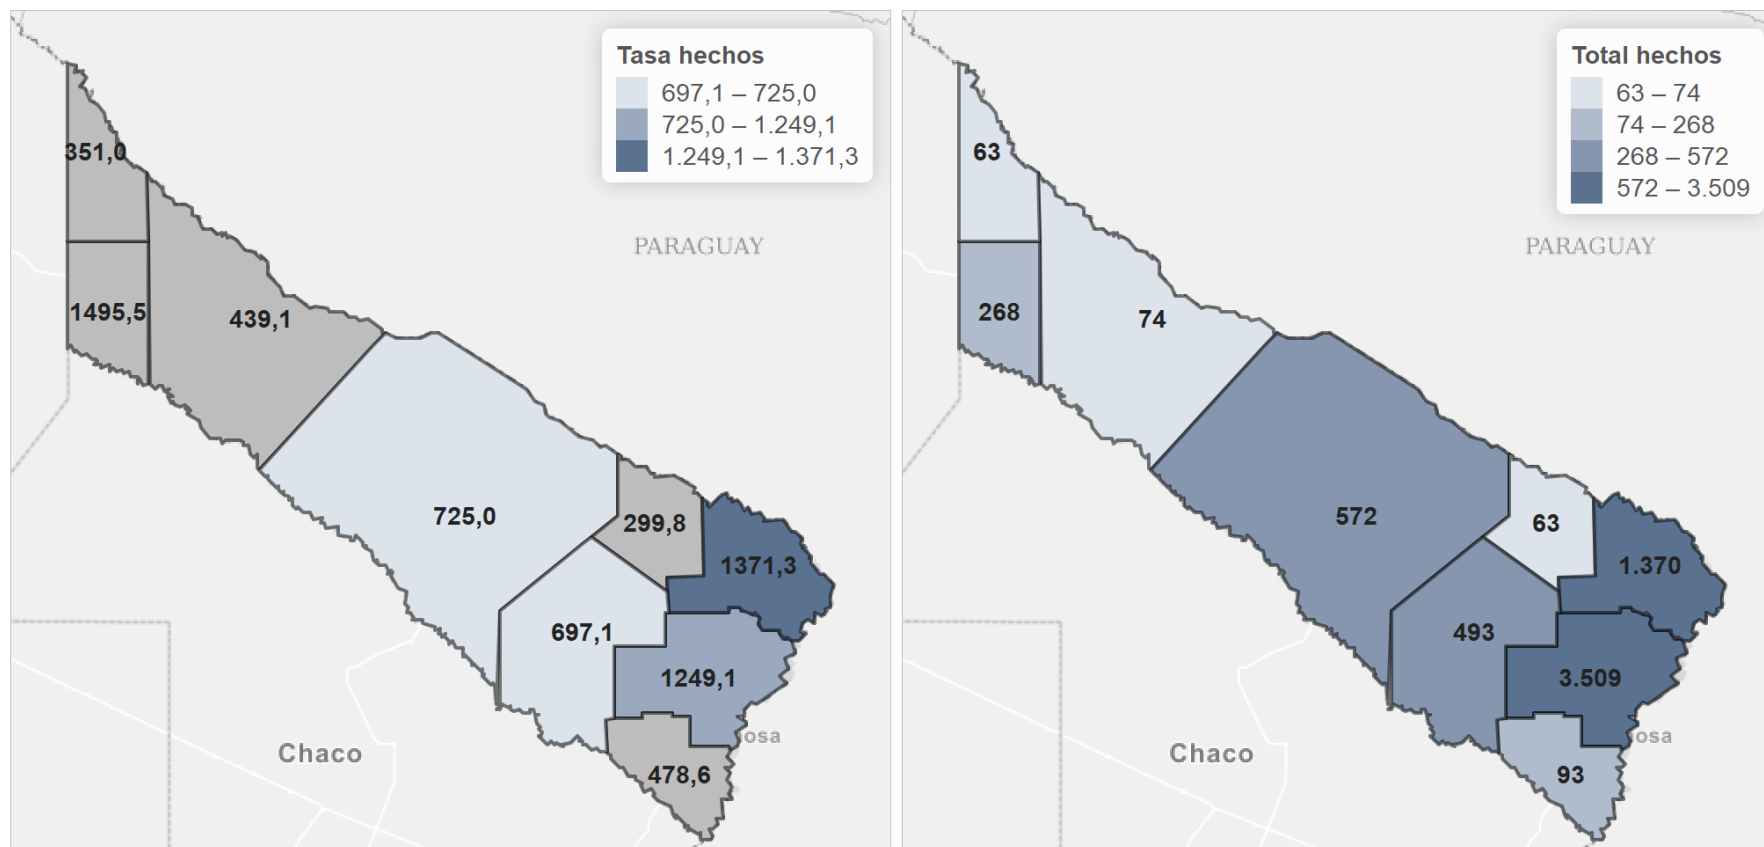 Tasa hechos
697,1 – 725,0
725,0 – 1.249,1
1.249,1 – 1.371,3
351,0
PARAGUAY
1495,5
439,1
725,0
299,8
1371,3
697,1
1249,1
osa
Chaco
478,6
Total hechos
63 – 74
74 – 268
268 – 572
572 – 3.509
63
PARAGUAY
268
74
572
63
1.370
493
3.509
osa
Chaco
93